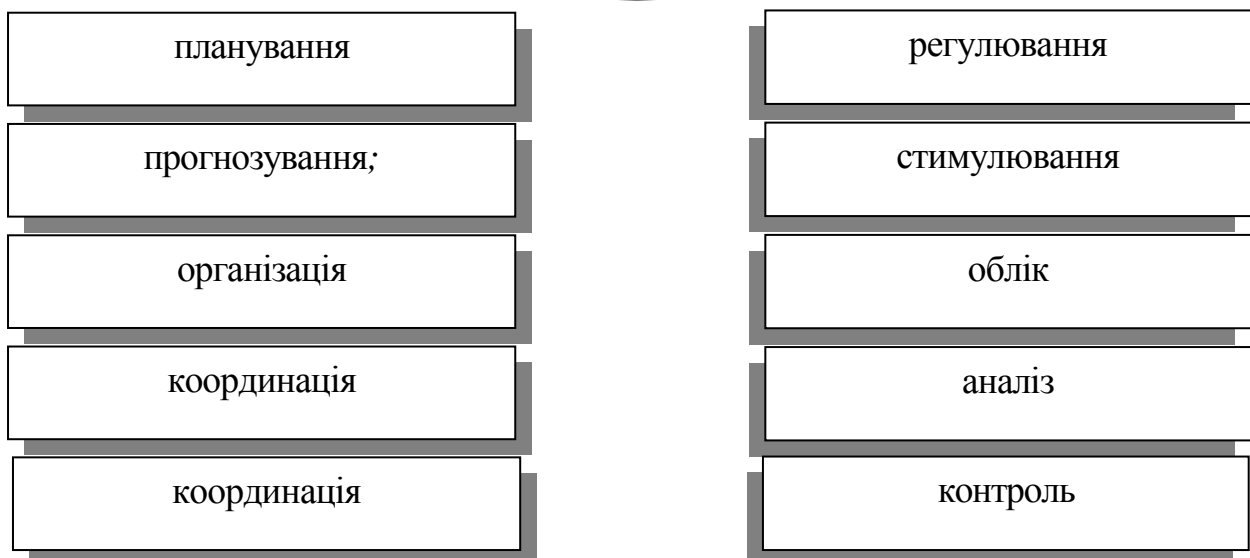 планування
прогнозування;
організація
координація
координація
регулювання
стимулювання
облік
аналіз
контроль